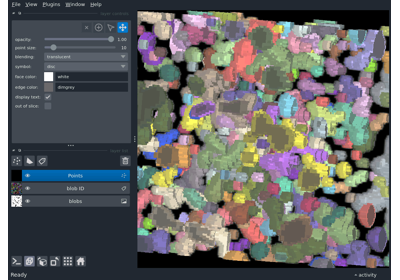 File View Plugins Window Help
opacity: 1.00
point size: 10
blending: translucent
symbol: disc
face color: white
edge color: dimgrey
display text:
out of slice:
Points
blob ID
blobs
Ready
activity